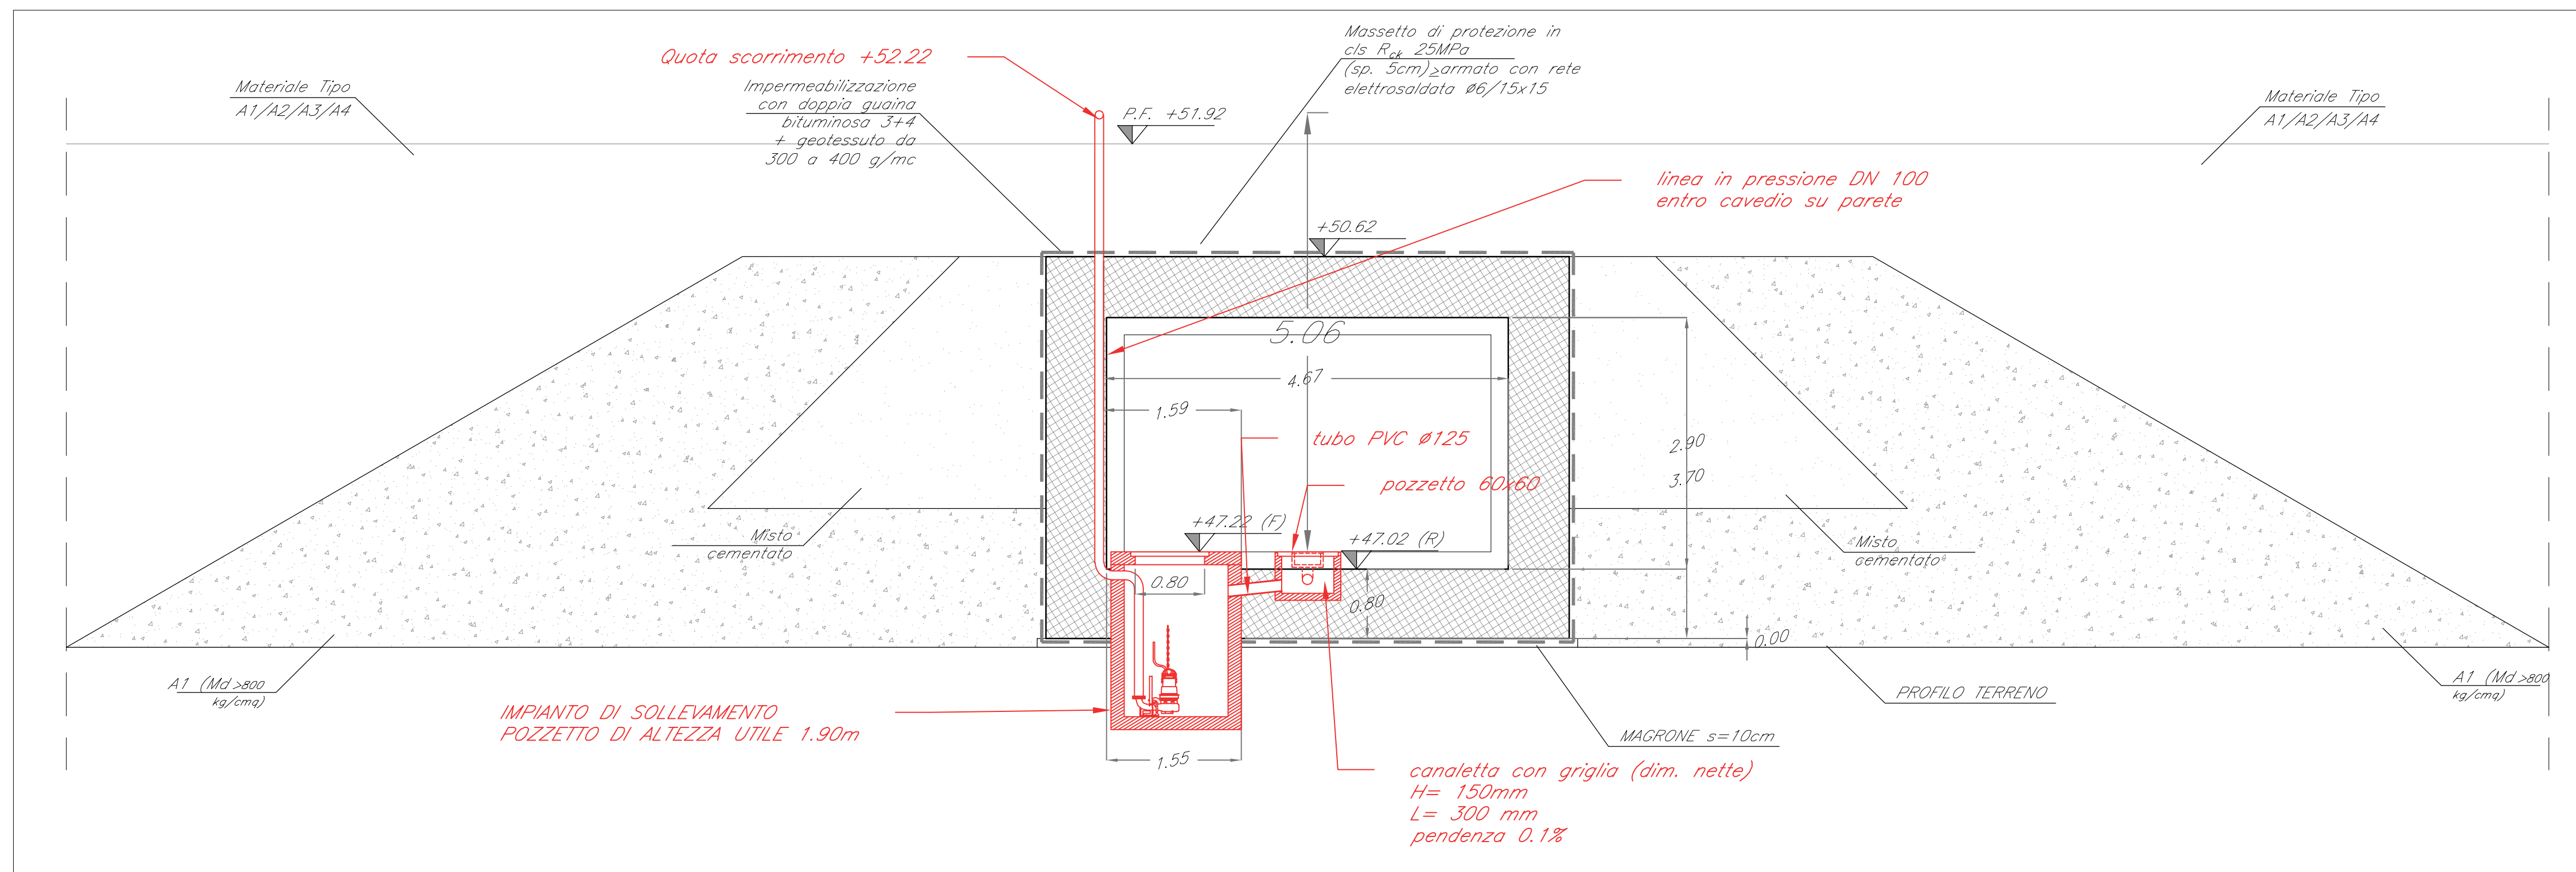 Quota scorrimento +52.22
Massetto di protezione in
cls Rck 25MPa
(sp. 5cm)≥armato con rete
elettrosaldata ø6/15x15
Materiale Tipo
A1/A2/A3/A4
Impermeabilizzazione
con doppia guaina
bituminosa 3+4
+ geotessuto da
300 a 400 g/mc
P.F. +51.92
Materiale Tipo
A1/A2/A3/A4
linea in pressione DN 100
entro cavedio su parete
+50.62
5.06
4.67
1.59
tubo PVC ø125
pozzetto 60x60
2.90
3.70
+47.22 (F)
+47.02 (R)
Misto
cementato
Misto
cementato
0.80
0.80
0.00
A1 (Md >800
kg/cmq)
A1 (Md >800
kg/cmq)
PROFILO TERRENO
IMPIANTO DI SOLLEVAMENTO
POZZETTO DI ALTEZZA UTILE 1.90m
MAGRONE s=10cm
1.55
canaletta con griglia (dim. nette)
H= 150mm
L= 300 mm
pendenza 0.1%